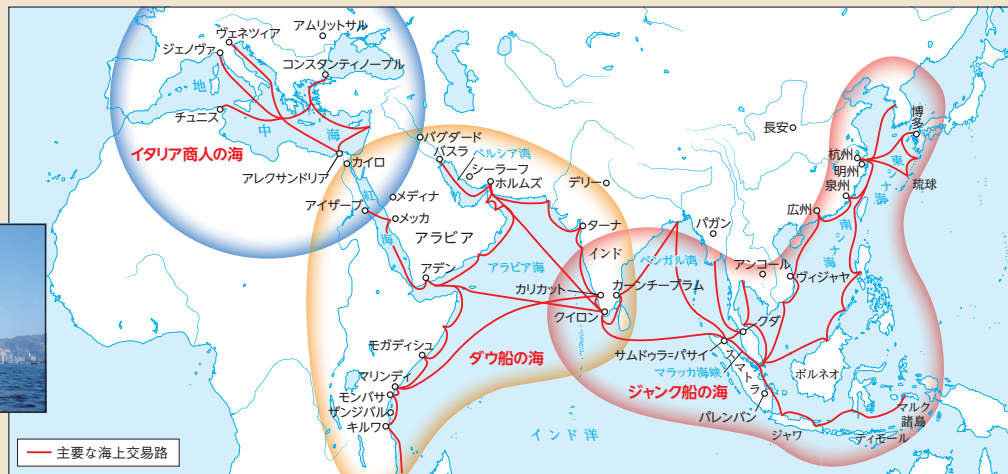 ヴェネツィア
ジェノヴァ
アムリットサル
コンスタンティノープル
チュニス
地
中
海
イタリア商人の海
アレクサンドリア
カイロ
バグダード
バスラ
ペルシア湾
シーラーフ
ホルムズ
アイザーブ
紅
海
メディナ
メッカ
アラビア
アデン
アラビア海
デリー
ターナ
インド
カリカット
クイロン
カーンチープラム
ベンガル湾
パガン
アンコール
ヴィジャヤ
長安
杭州
明州
泉州
広州
博多
東シナ海
琉球
南シナ海
モガディシュ
マリンディ
モンバサ
ザンジバル
キルワ
ダウ船の海
サムドゥラ=パサイ
クダ
マラッカ海峡
スマトラ
ジャンク船の海
パレンバン
ボルネオ
マルク
諸島
ジャワ
ティモール
インド洋
主要な海上交易路